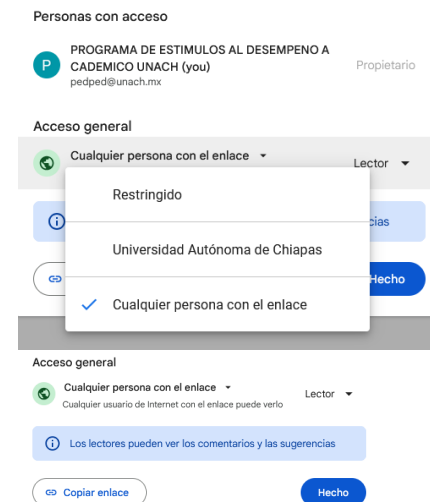 Personas con acceso
PROGRAMA DE ESTIMULOS AL DESEMPENO A
CADEMICO UNACH (you)
Propietario
P
pedped@unach.mx
Acceso general
Cualquier persona con el enlace
Lector
Restringido
Universidad Autónoma de Chiapas
cias
Hecho
Cualquier persona con el enlace
Acceso general
Cualquier persona con el enlace
Cualquier usuario de Internet con el enlace puede verlo
Lector
Los lectores pueden ver los comentarios y las sugerencias
Copiar enlace
Hecho